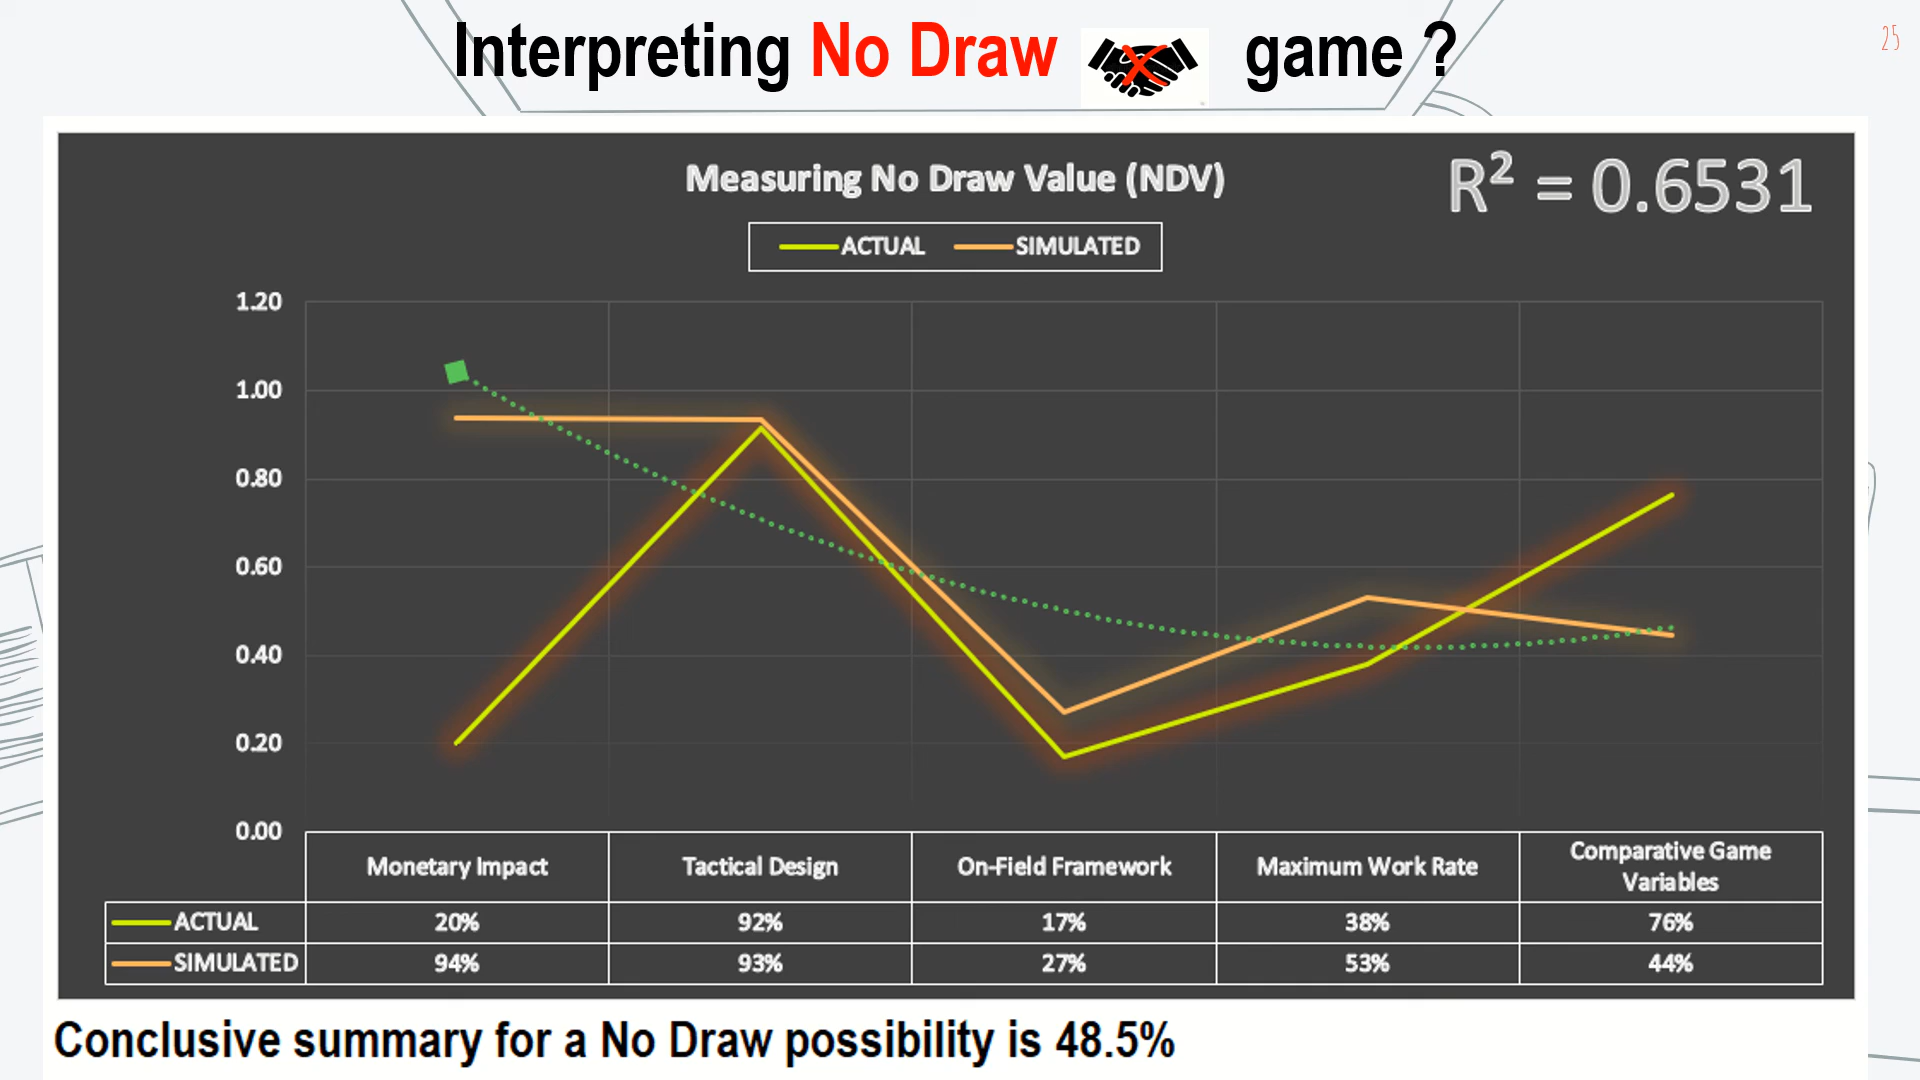 Interpreting No Draw game ?
25
Measuring No Draw Value (NDV)
R² = 0.6531
ACTUAL SIMULATED
1.20
1.00
0.80
0.60
0.40
0.20
0.00
Monetary Impact Tactical Design On-Field Framework Maximum Work Rate Comparative Game
Variables
ACTUAL 20% 92% 17% 38% 76%
SIMULATED 94% 93% 27% 53% 44%
Conclusive summary for a No Draw possibility is 48.5%